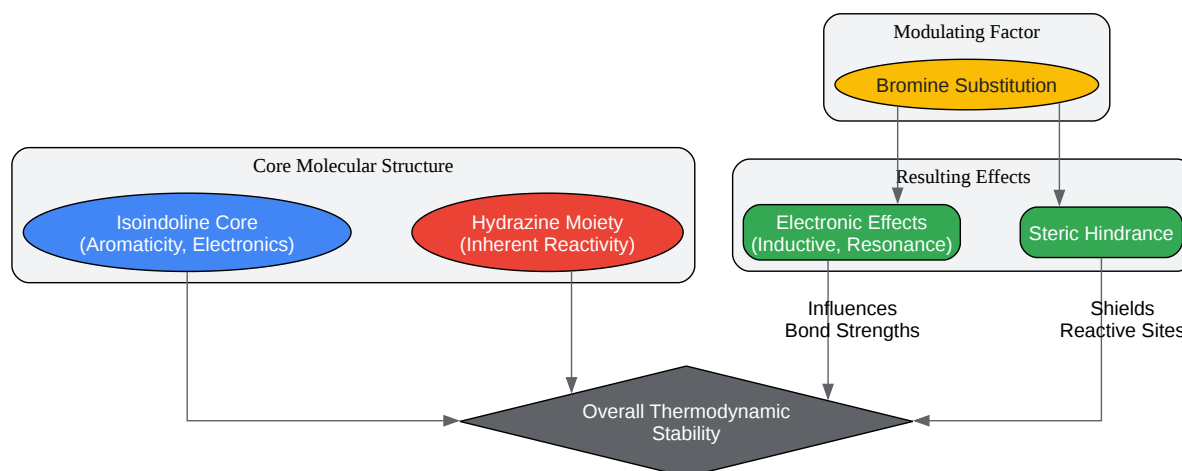 Modulating Factor
Bromine Substitution
Core Molecular Structure
Isoindoline Core
(Aromaticity, Electronics)
Hydrazine Moiety
(Inherent Reactivity)
Resulting Effects
Electronic Effects
(Inductive, Resonance)
Steric Hindrance
Influences
Bond Strengths
Shields
Reactive Sites
Overall Thermodynamic
Stability